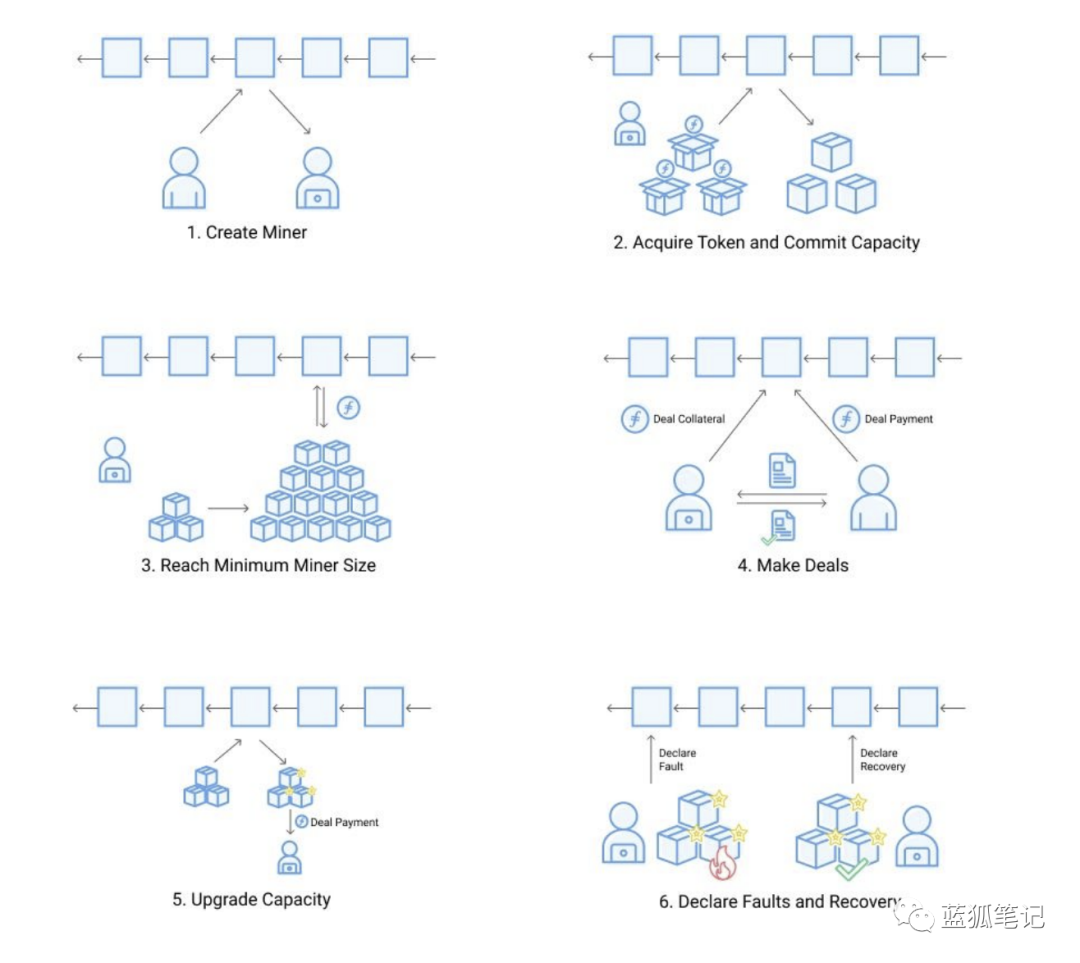 1. Create Miner
2. Acquire Token and Commit Capacity
3. Reach Minimum Miner Size
Deal Collateral
Deal Payment
4. Make Deals
Deal Payment
5. Upgrade Capacity
Declare
Fault
Declare
Recovery
6. Declare Faults and Recovery
蓝狐笔记